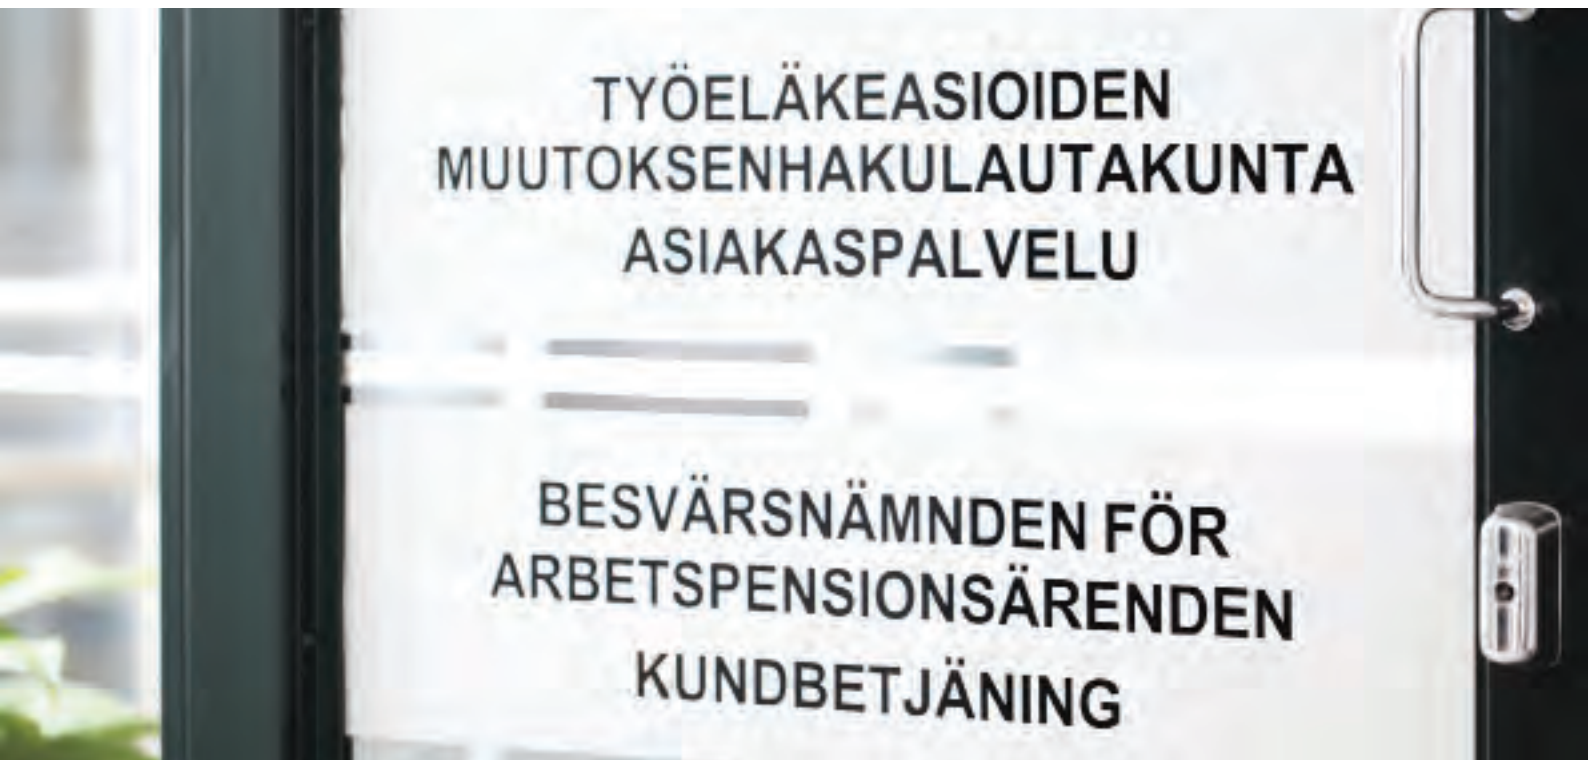 TYÖELÄKEASIOIDEN
MUUTOKSENHAKULAUTAKUNTA
ASIAKASPALVELU
BESVÄRSNÄMNDEN FÖR
ARBETSPENSIONSÄRENDEN
KUNDBETJÄNING